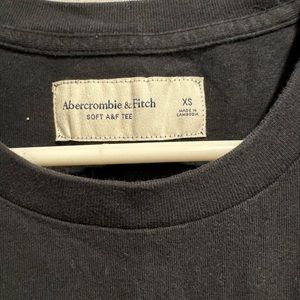 Abercrombie & Fitch
SOFT A&F TEE
XS
MADE IN
CAMBODIA